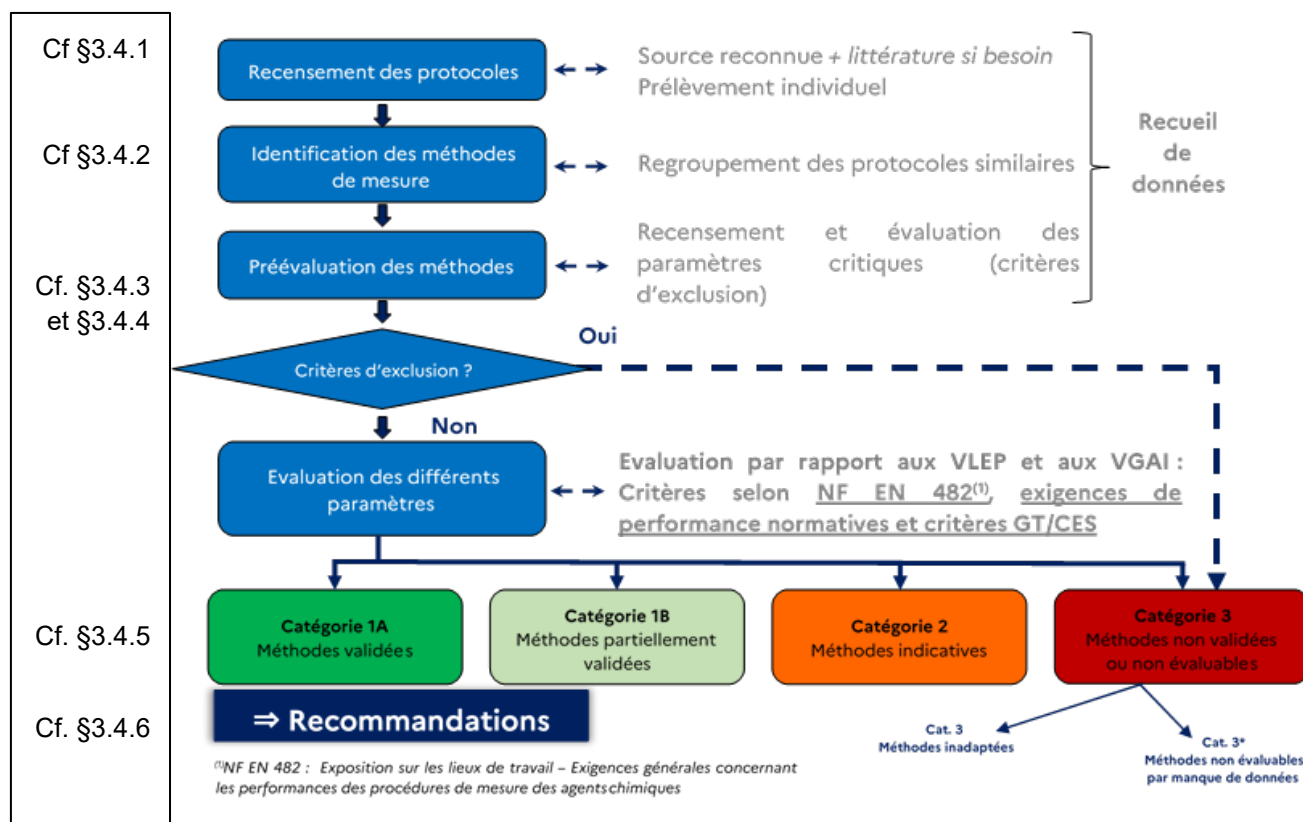 Cf §3.4.1
Recensement des protocoles
Source reconnue + littérature si besoin
Prélèvement individuel
Cf §3.4.2
Identification des méthodes
de mesure
Regroupement des protocoles similaires
Recueil
de
données
Cf. §3.4.3
et §3.4.4
Préévaluation des méthodes
Recensement et évaluation des
paramètres critiques (critères
d'exclusion)
Critères d'exclusion ?
Oui
Non
Evaluation des différents
paramètres
Evaluation par rapport aux VLEP et aux VGAI :
Critères selon NF EN 482(1), exigences de
performance normatives et critères GT/CES
Cf. §3.4.5
Catégorie 1A
Méthodes validées
Catégorie 1B
Méthodes partiellement
validées
Catégorie 2
Méthodes indicatives
Catégorie 3
Méthodes non validées
ou non évaluables
Cf. §3.4.6
⇒ Recommandations
Cat. 3
Méthodes inadaptées
Cat. 3*
Méthodes non évaluables
par manque de données
(1)NF EN 482 : Exposition sur les lieux de travail – Exigences générales concernant
les performances des procédures de mesure des agents chimiques